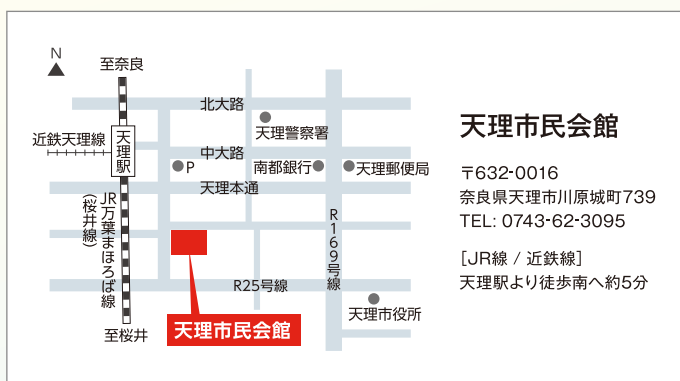 N
至奈良
北大路
天理警察署
近鉄天理線
天理駅
中大路
P
南都銀行
天理郵便局
天理本通
JR万葉まほろば線
(桜井線)
R169号線
R25号線
天理市役所
至桜井
天理市民会館
天理市民会館
〒632-0016
奈良県天理市川原城町739
TEL: 0743-62-3095
[JR線 / 近鉄線]
天理駅より徒歩南へ約5分